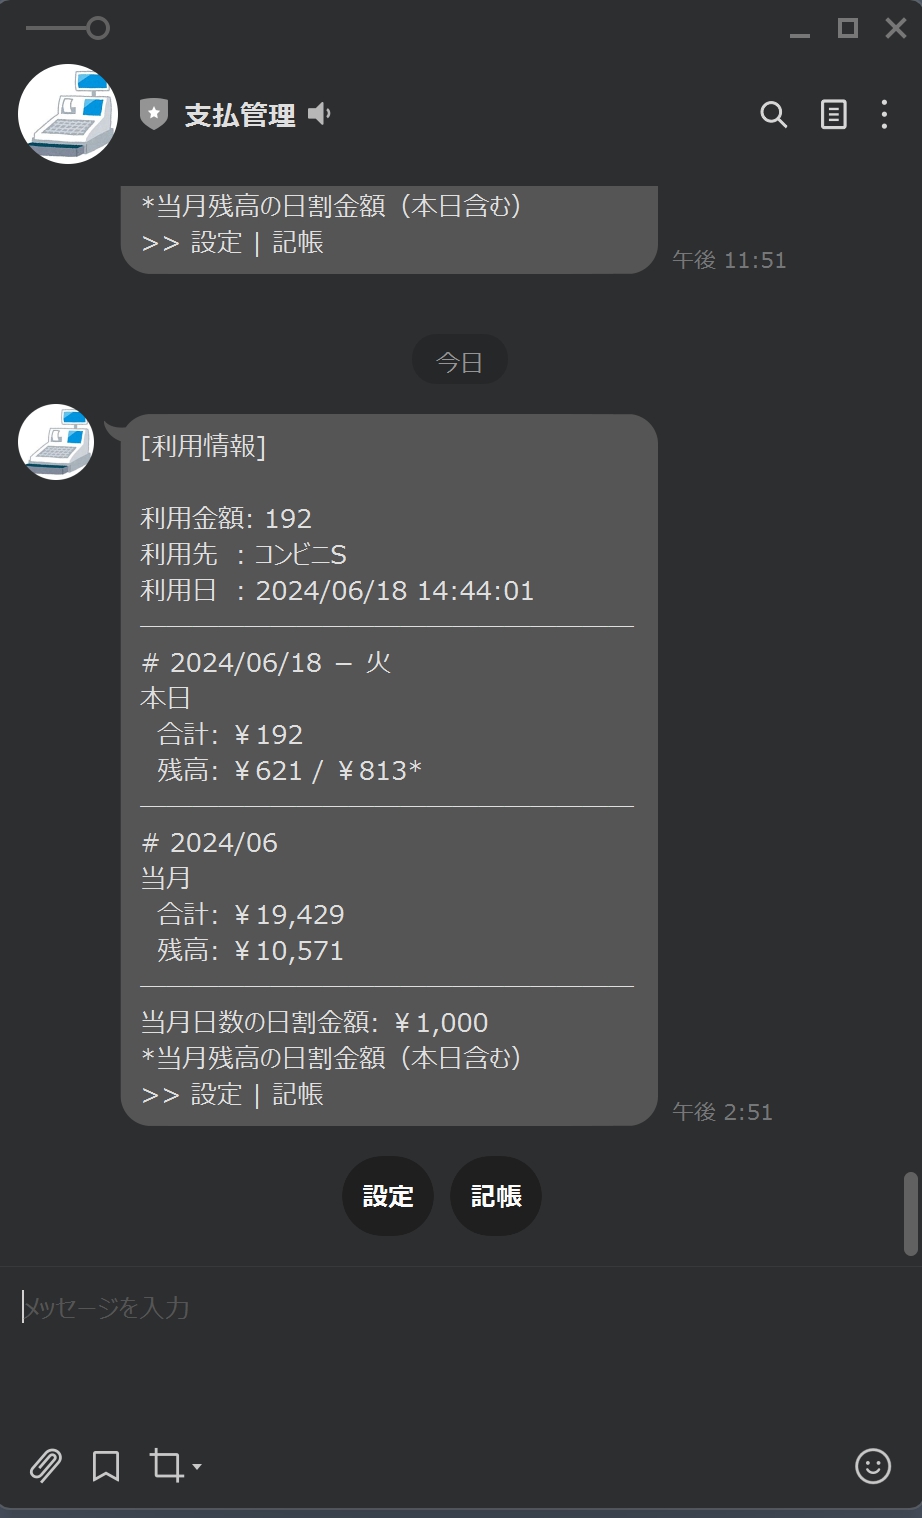 支払管理
*当月残高の日割金額（本日含む）
>> 設定 | 記帳
午後 11:51
今日
[利用情報]
利用金額: 192
利用先 : コンビニS
利用日 : 2024/06/18 14:44:01
# 2024/06/18 － 火
本日
合計: ￥192
残高: ￥621 / ￥813*
# 2024/06
当月
合計: ￥19,429
残高: ￥10,571
当月日数の日割金額: ￥1,000
*当月残高の日割金額（本日含む）
>> 設定 | 記帳
午後 2:51
設定 記帳
メッセージを入力